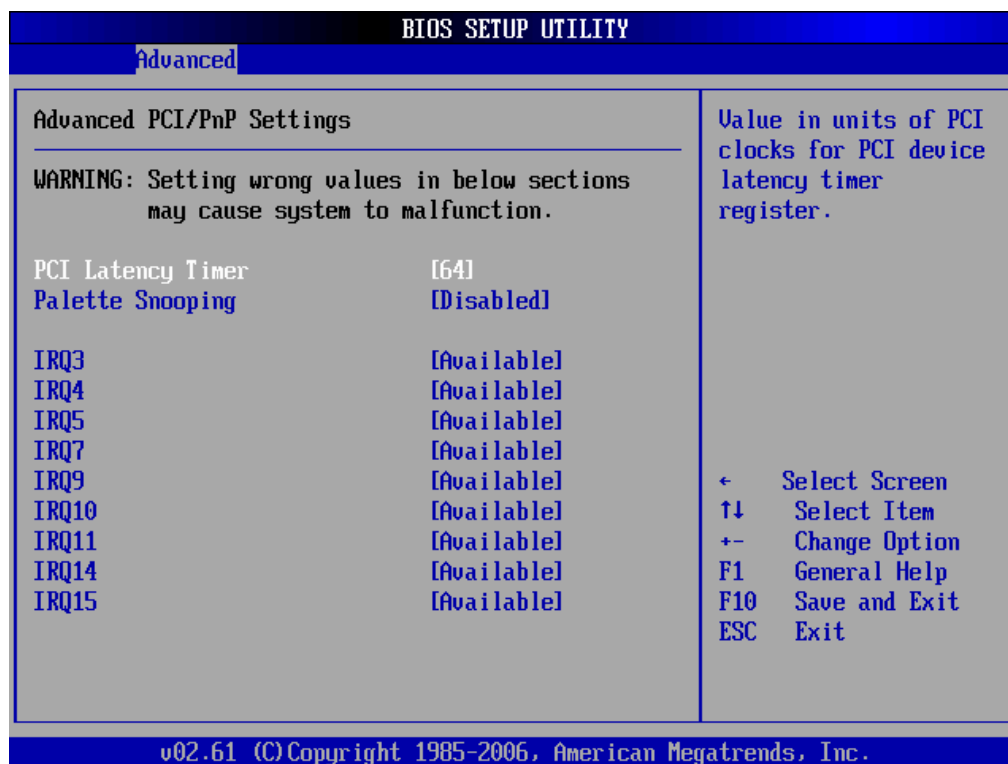 BIOS SETUP UTILITY
Advanced
Advanced PCI/PnP Settings
WARNING: Setting wrong values in below sections
may cause system to malfunction.
PCI Latency Timer [64]
Palette Snooping [Disabled]
IRQ3 [Available]
IRQ4 [Available]
IRQ5 [Available]
IRQ7 [Available]
IRQ9 [Available]
IRQ10 [Available]
IRQ11 [Available]
IRQ14 [Available]
IRQ15 [Available]
Value in units of PCI
clocks for PCI device
latency timer
register.
← Select Screen
↑↓ Select Item
+- Change Option
F1 General Help
F10 Save and Exit
ESC Exit
v02.61 (C)Copyright 1985-2006, American Megatrends, Inc.